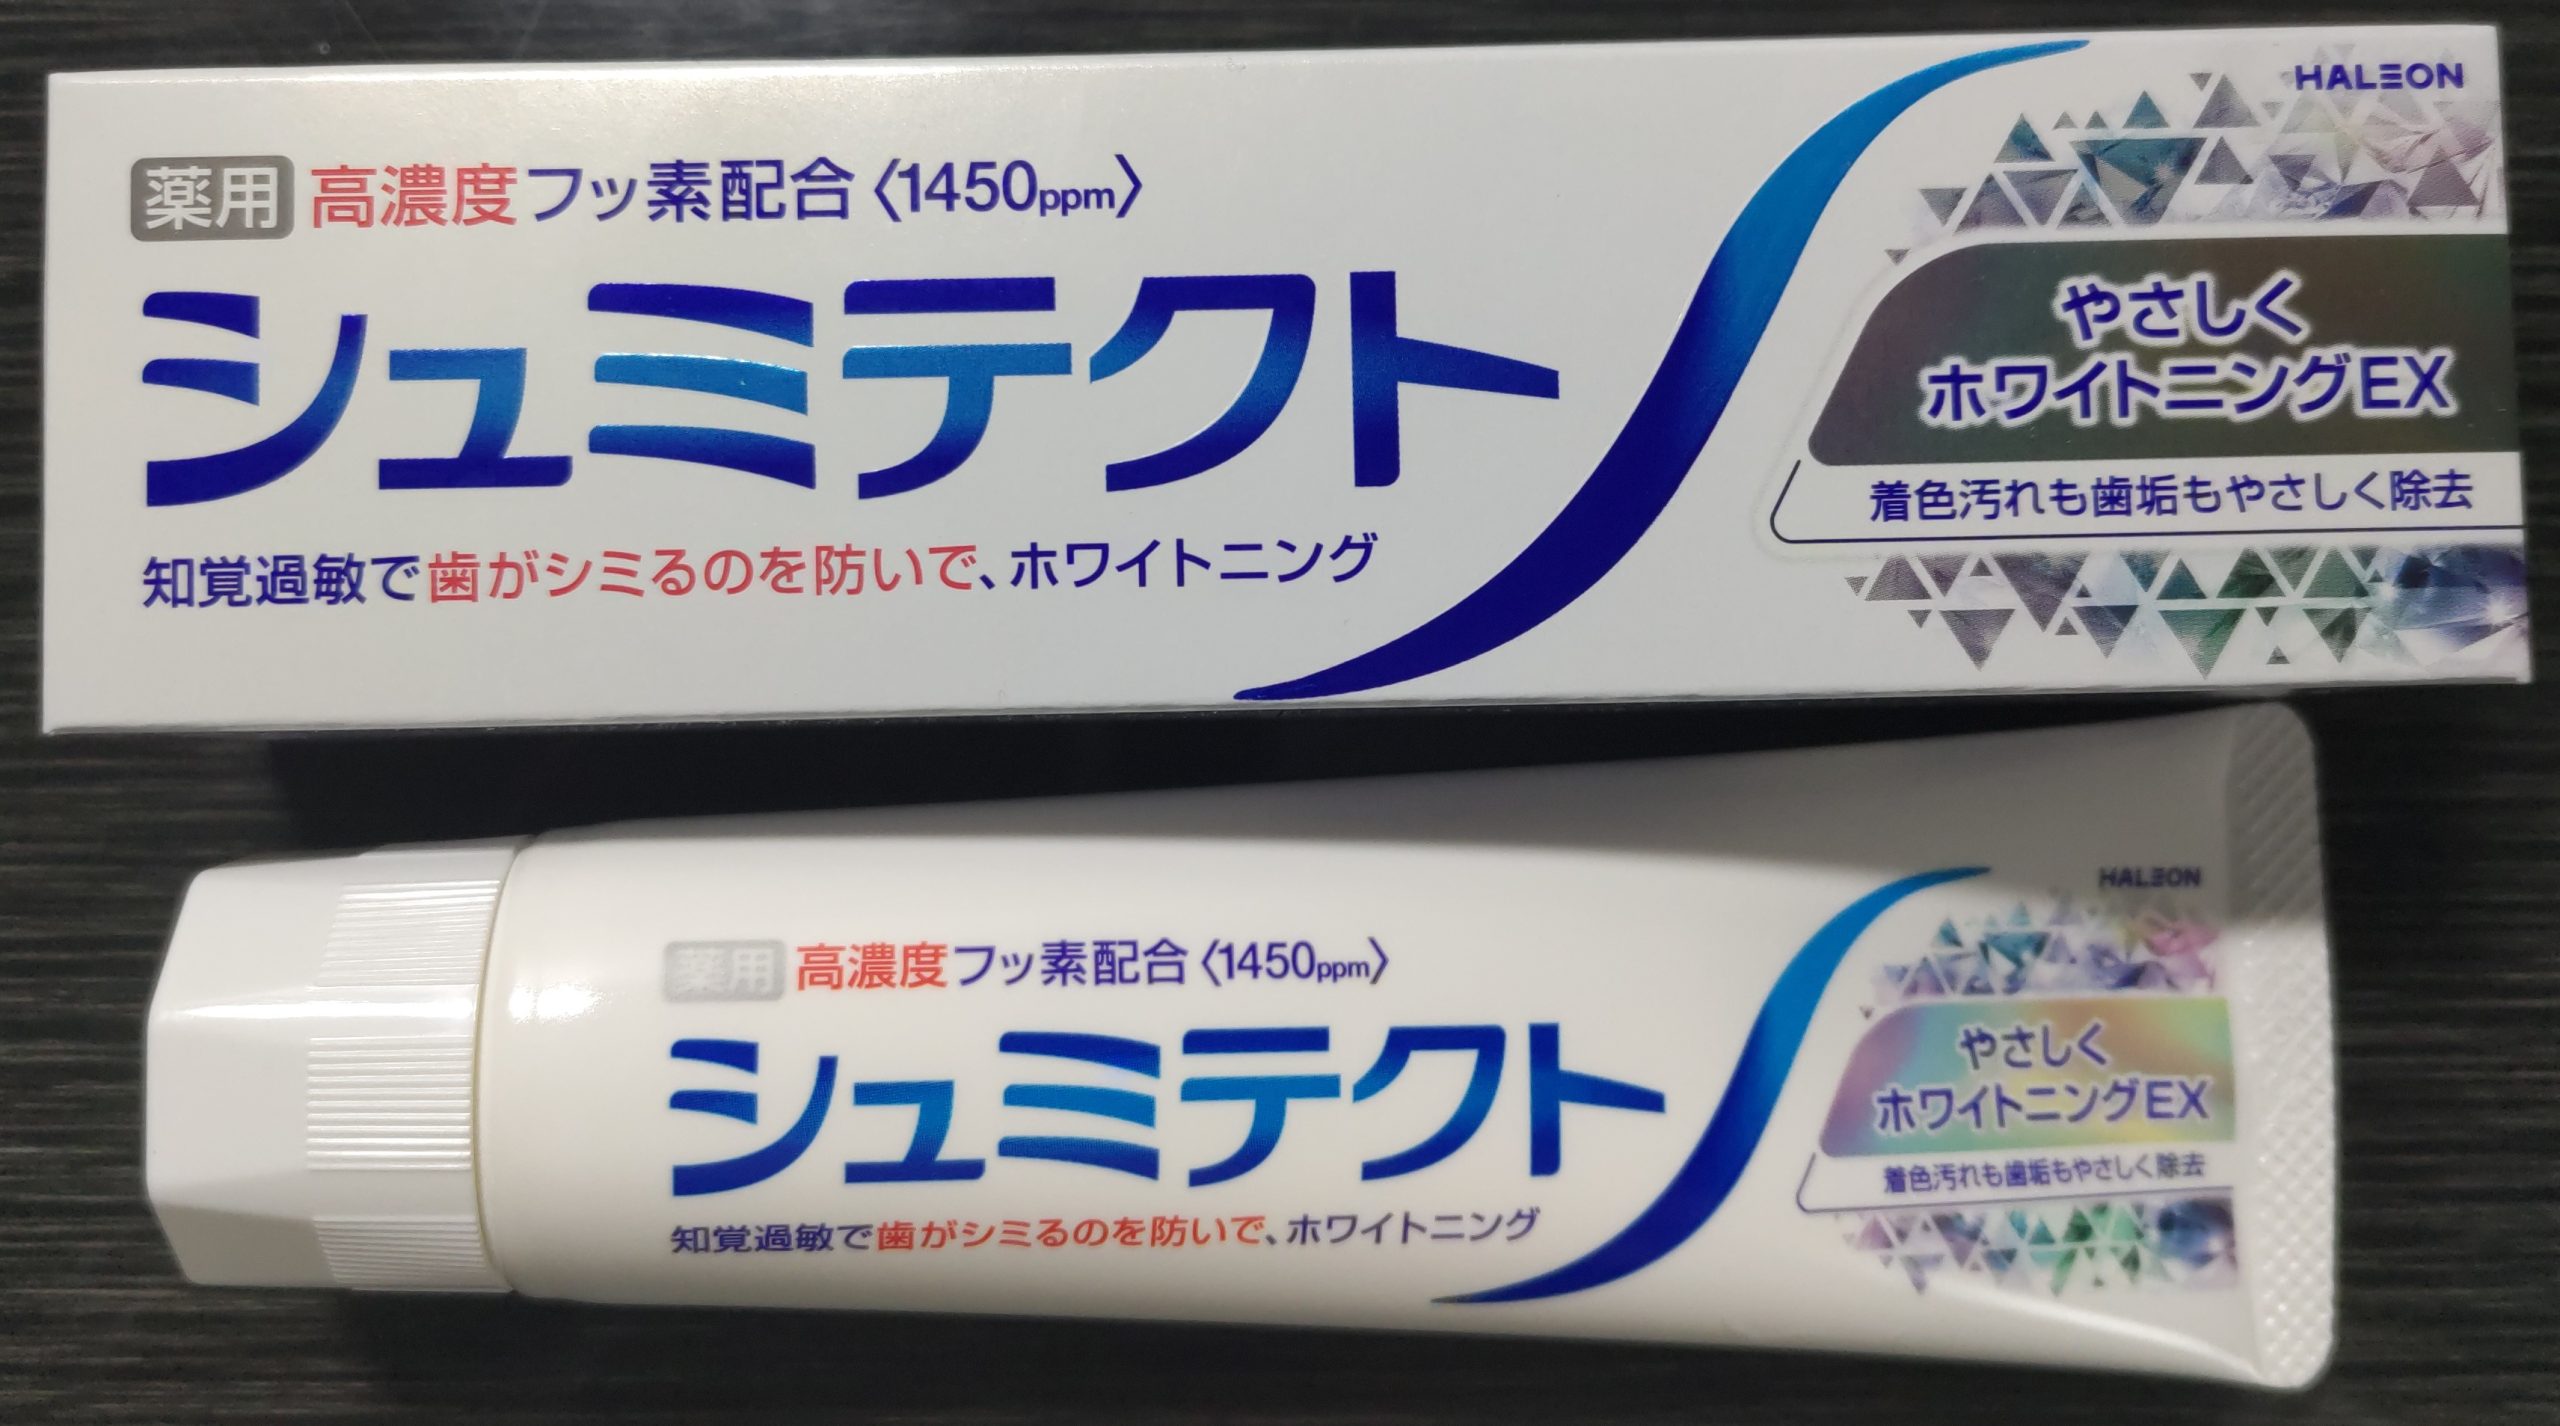 HALEON
薬用 高濃度フッ素配合〈1450ppm〉
シュミテクト
知覚過敏で歯がシミるのを防いで、ホワイトニング
やさしく
ホワイトニングEX
着色汚れも歯垢もやさしく除去
HALEON
薬用 高濃度フッ素配合〈1450ppm〉
シュミテクト
知覚過敏で歯がシミるのを防いで、ホワイトニング
やさしく
ホワイトニングEX
着色汚れも歯垢もやさしく除去